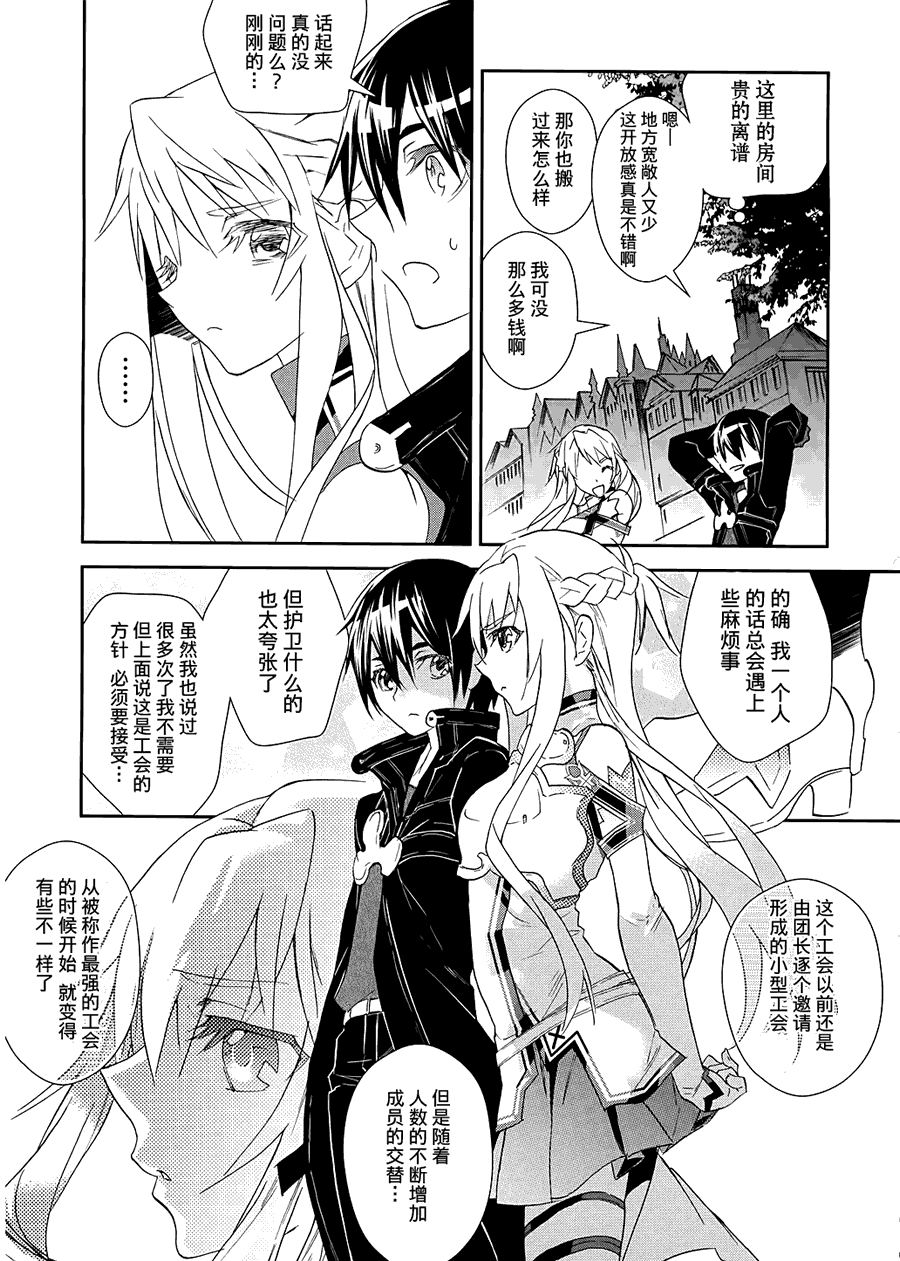 这里的房间
贵的离谱
嗯—
地方宽敞人又少
这开放感真是不错啊
那你也搬
过来怎么样
我可没
那么多钱啊
话起来
真的没
问题么？
刚刚的…
……
的确 我一个人
的话总会遇上
些麻烦事
但护卫什么的
也太夸张了
虽然我也说过
很多次了我不需要
但上面说这是工会的
方针 必须要接受…
这个工会以前还是
由团长逐个邀请
形成的小型工会
但是随着
人数的不断增加
成员的交替…
从被称作最强的工会
的时候开始 就变得
有些不一样了